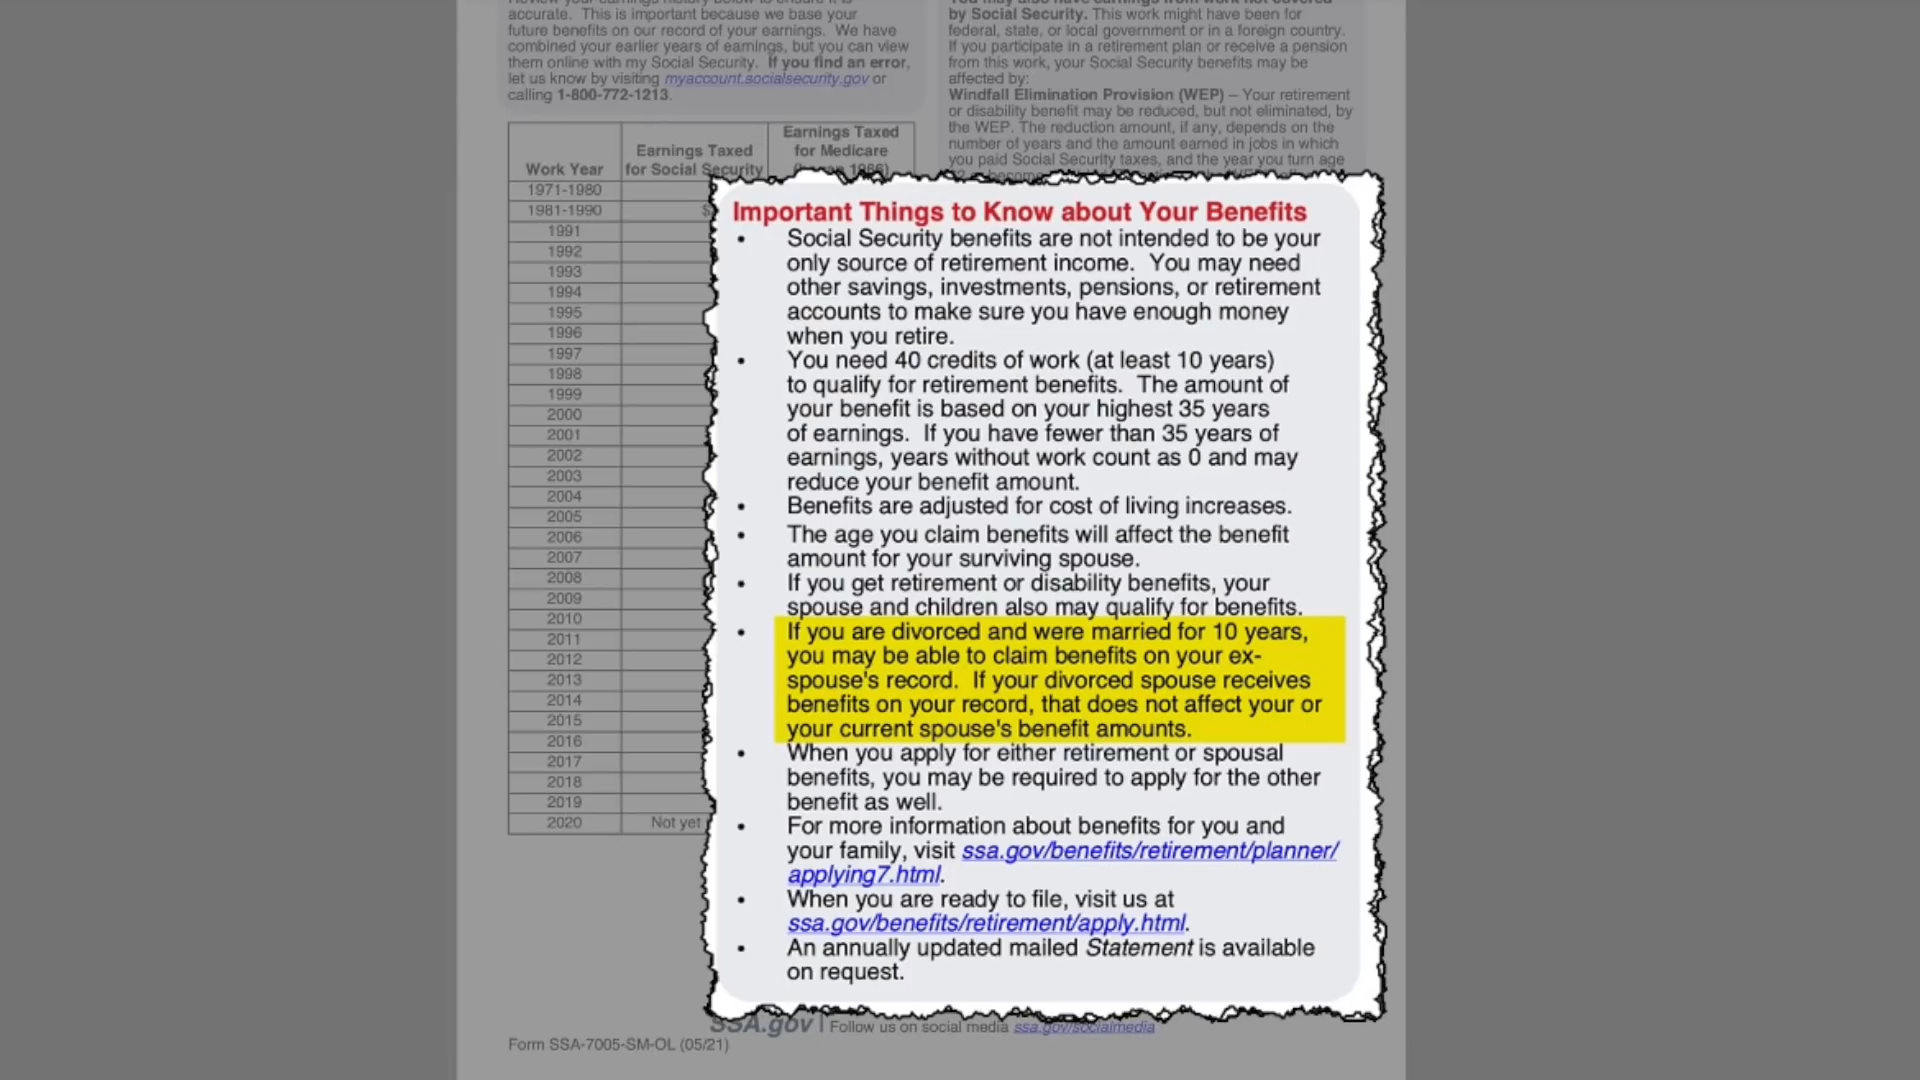 accurate. This is important because we base your
future benefits on our record of your earnings. We have
combined your earlier years of earnings, but you can view
them online with my Social Security. If you find an error,
let us know by visiting myaccount.socialsecurity.gov or
calling 1-800-772-1213.
by Social Security. This work might have been for
federal, state, or local government or in a foreign country.
If you participate in a retirement plan or receive a pension
from this work, your Social Security benefits may be
affected by:
Windfall Elimination Provision (WEP) – Your retirement
or disability benefit may be reduced, but not eliminated, by
the WEP. The reduction amount, if any, depends on the
number of years and the amount earned in jobs in which
you paid Social Security taxes, and the year you turn age
Work Year
Earnings Taxed
for Social Security
Earnings Taxed
for Medicare
1971-1980
1981-1990
1991
1992
1993
1994
1995
1996
1997
1998
1999
2000
2001
2002
2003
2004
2005
2006
2007
2008
2009
2010
2011
2012
2013
2014
2015
2016
2017
2018
2019
2020 Not yet
Important Things to Know about Your Benefits
• Social Security benefits are not intended to be your
only source of retirement income. You may need
other savings, investments, pensions, or retirement
accounts to make sure you have enough money
when you retire.
• You need 40 credits of work (at least 10 years)
to qualify for retirement benefits. The amount of
your benefit is based on your highest 35 years
of earnings. If you have fewer than 35 years of
earnings, years without work count as 0 and may
reduce your benefit amount.
• Benefits are adjusted for cost of living increases.
• The age you claim benefits will affect the benefit
amount for your surviving spouse.
• If you get retirement or disability benefits, your
spouse and children also may qualify for benefits.
• If you are divorced and were married for 10 years,
you may be able to claim benefits on your ex-
spouse's record. If your divorced spouse receives
benefits on your record, that does not affect your or
your current spouse's benefit amounts.
• When you apply for either retirement or spousal
benefits, you may be required to apply for the other
benefit as well.
• For more information about benefits for you and
your family, visit ssa.gov/benefits/retirement/planner/
applying7.html.
• When you are ready to file, visit us at
ssa.gov/benefits/retirement/apply.html.
• An annually updated mailed Statement is available
on request.
SSA.gov | Follow us on social media ssa.gov/socialmedia
Form SSA-7005-SM-OL (05/21)